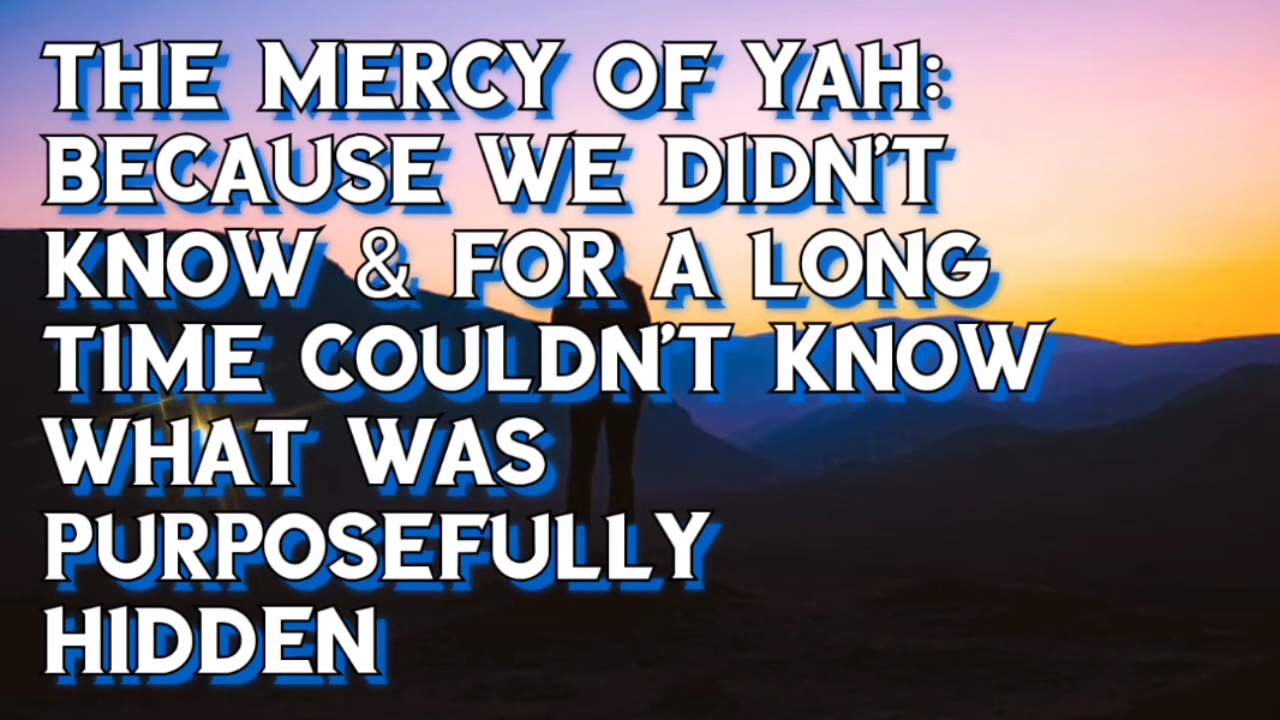 THE MERCY OF YAH:
BECAUSE WE DIDN'T
KNOW & FOR A LONG
TIME COULDN'T KNOW
WHAT WAS
PURPOSEFULLY
HIDDEN